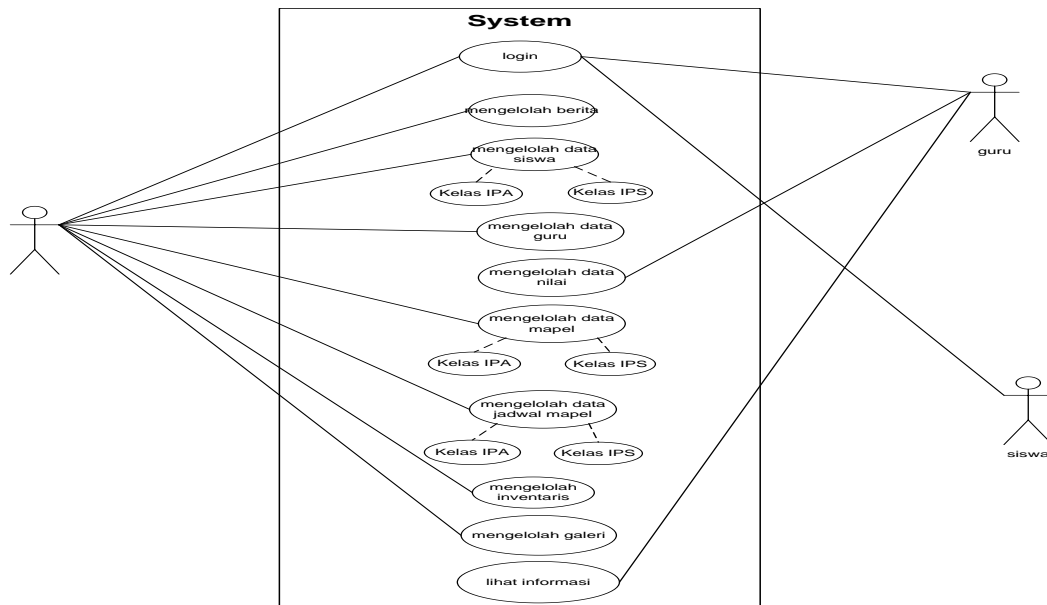 System
login
mengelolah berita
mengelolah data
siswa
Kelas IPA
Kelas IPS
mengelolah data
guru
mengelolah data
nilai
mengelolah data
mapel
Kelas IPA
Kelas IPS
mengelolah data
jadwal mapel
Kelas IPA
Kelas IPS
mengelolah
inventaris
mengelolah galeri
lihat informasi
guru
siswa